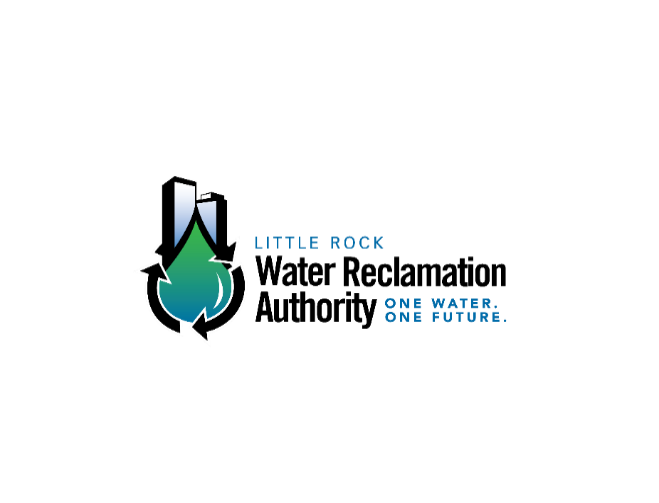 LITTLE ROCK
Water Reclamation
Authority
ONE WATER.
ONE FUTURE.